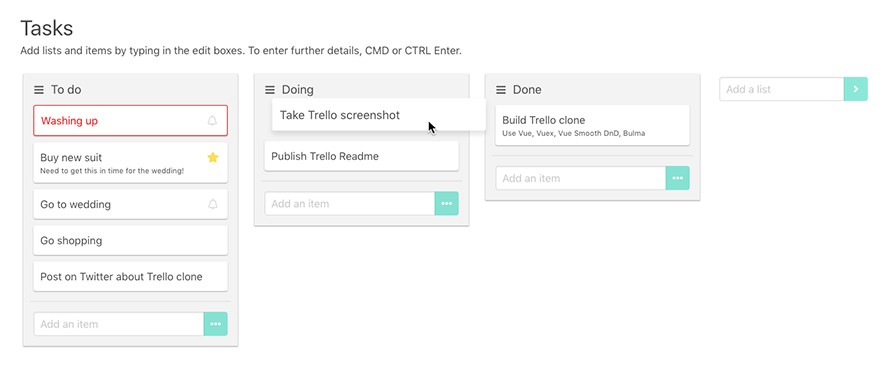 Tasks
Add lists and items by typing in the edit boxes. To enter further details, CMD or CTRL Enter.
To do
Washing up
Buy new suit
Need to get this in time for the wedding!
Go to wedding
Go shopping
Post on Twitter about Trello clone
Add an item
Doing
Take Trello screenshot
Publish Trello Readme
Add an item
Done
Build Trello clone
Use Vue, Vuex, Vue Smooth DnD, Bulma
Add an item
Add a list